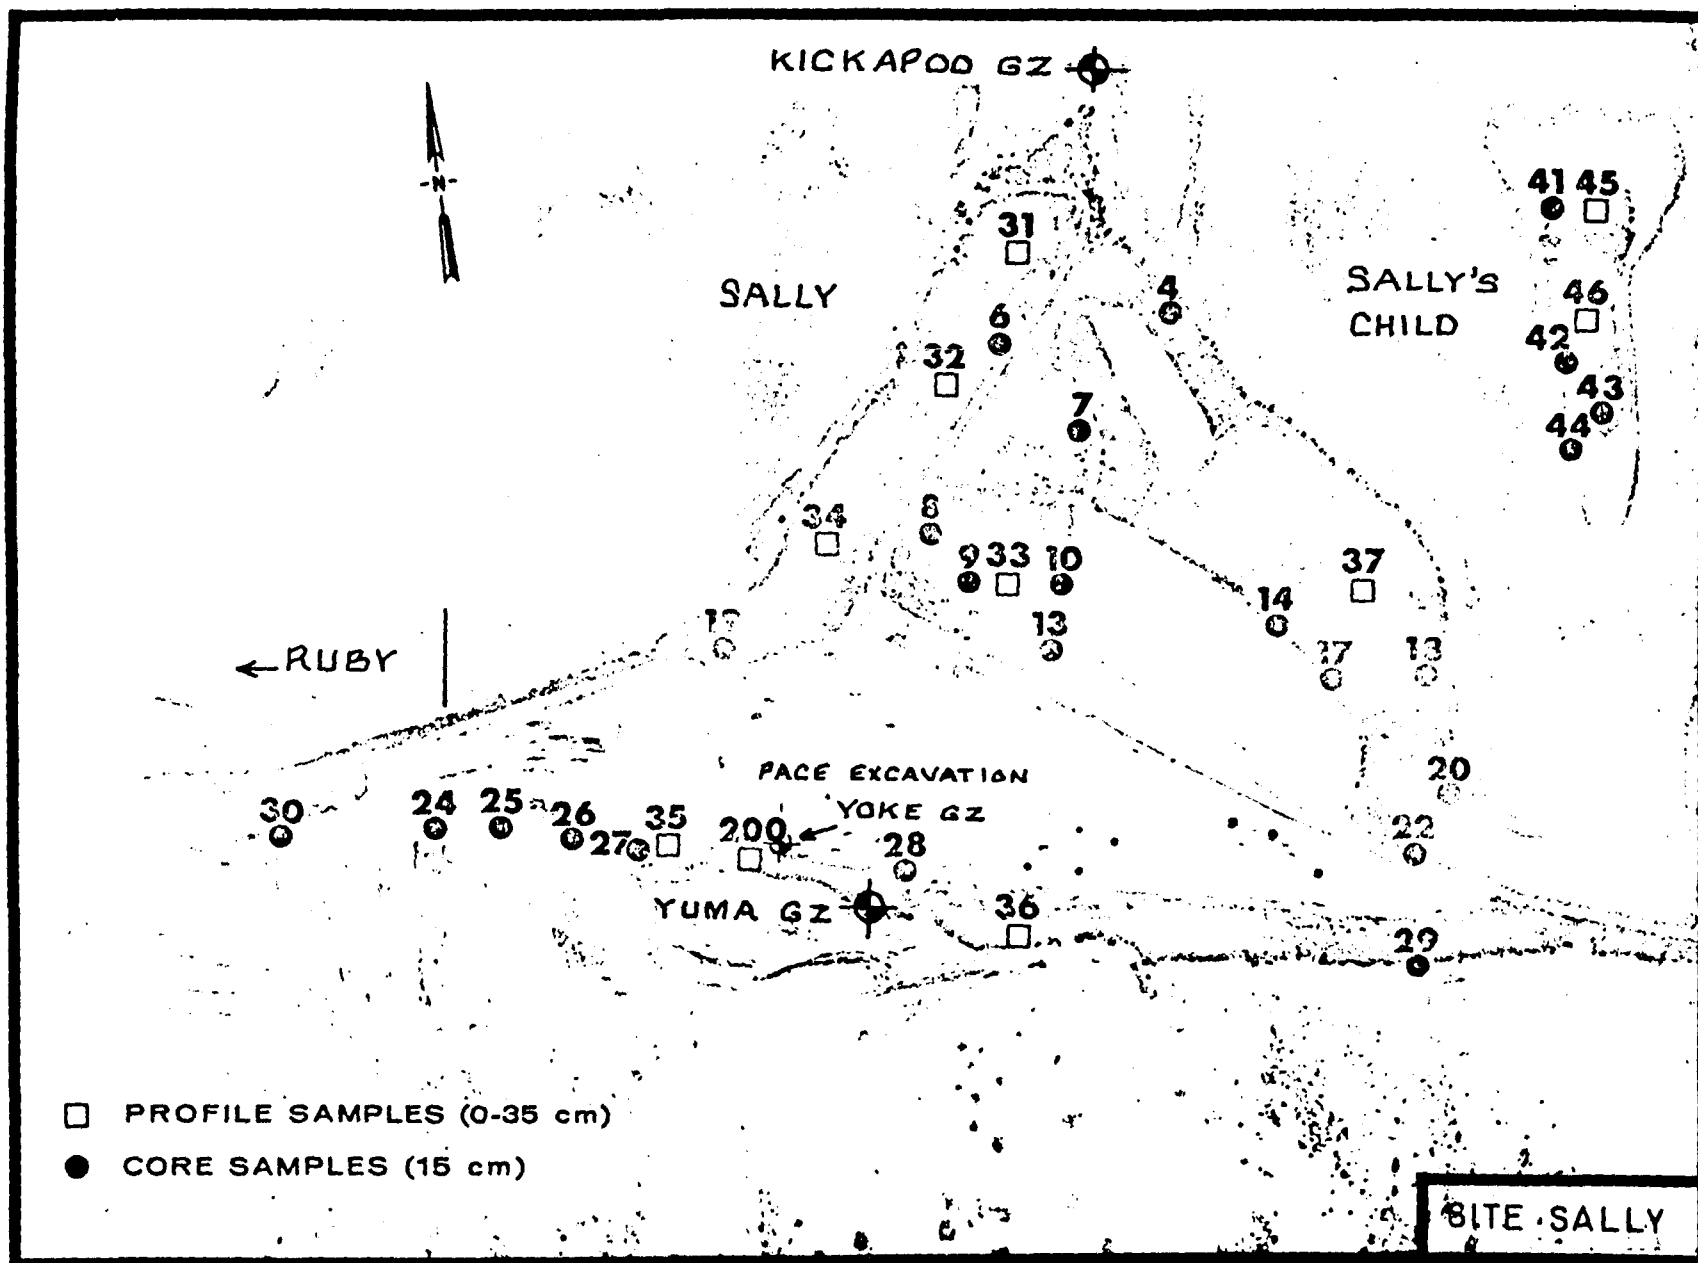 KICKAPOO GZ
-N-
41 45
31
SALLY
SALLY'S
CHILD
4
46
6
32
42
43
7
44
34
8
9 33 10
37
14
13
17
← RUBY
PACE EXCAVATION
YOKE GZ
20
30
24
25
26
27
35
200
28
22
YUMA GZ
36
29
PROFILE SAMPLES (0-35 cm)
CORE SAMPLES (15 cm)
SITE SALLY